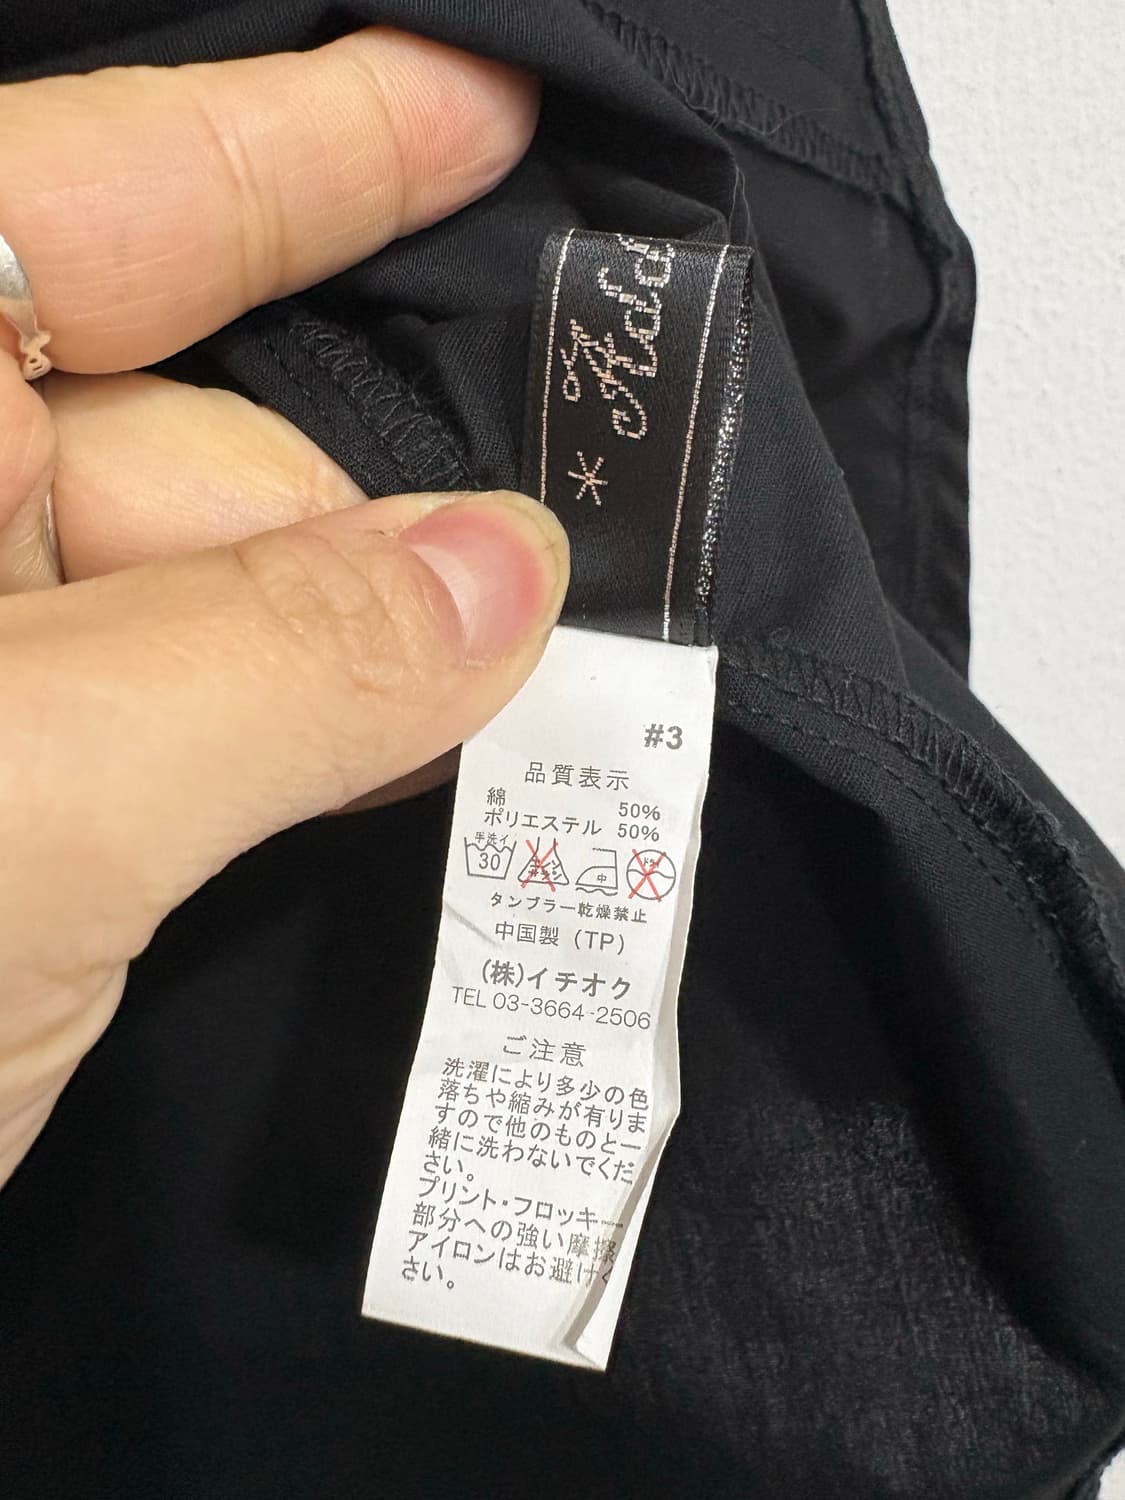 #3
品質表示
綿 50%
ポリエステル 50%
手洗イ 30 中
タンブラー乾燥禁止
中国製 (TP)
(株)イチオク
TEL 03-3664-2506
ご注意
洗濯により多少の色
落ちや縮みが有りま
すので他のものと一
緒に洗わないでくだ
さい。
プリント・フロッキー
部分への強い摩擦
アイロンはお避けく
さい。